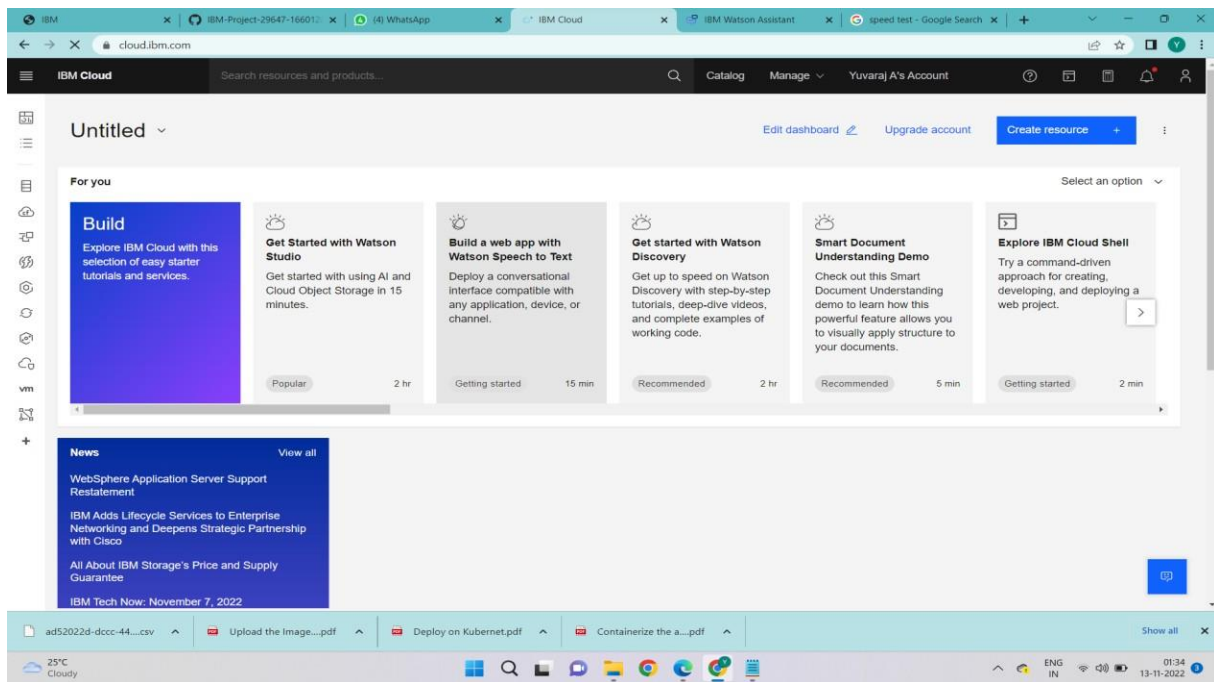 IBM
IBM-Project-29647-166012
(4) WhatsApp
IBM Cloud
IBM Watson Assistant
speed test - Google Search
cloud.ibm.com
Y
IBM Cloud
Search resources and products...
Catalog
Manage
Yuvaraj A's Account
Untitled
Edit dashboard
Upgrade account
Create resource +
For you
Select an option
Build
Explore IBM Cloud with this
selection of easy starter
tutorials and services.
Get Started with Watson
Studio
Get started with using AI and
Cloud Object Storage in 15
minutes.
Popular
2 hr
Build a web app with
Watson Speech to Text
Deploy a conversational
interface compatible with
any application, device, or
channel.
Getting started
15 min
Get started with Watson
Discovery
Get up to speed on Watson
Discovery with step-by-step
tutorials, deep-dive videos,
and complete examples of
working code.
Recommended
2 hr
Smart Document
Understanding Demo
Check out this Smart
Document Understanding
demo to learn how this
powerful feature allows you
to visually apply structure to
your documents.
Recommended
5 min
Explore IBM Cloud Shell
Try a command-driven
approach for creating,
developing, and deploying a
web project.
Getting started
2 min
vm
News
View all
WebSphere Application Server Support
Restatement
IBM Adds Lifecycle Services to Enterprise
Networking and Deepens Strategic Partnership
with Cisco
All About IBM Storage's Price and Supply
Guarantee
IBM Tech Now: November 7, 2022
ad52022d-dccc-44....csv
Upload the Image....pdf
Deploy on Kubernet.pdf
Containerize the a....pdf
Show all
25°C
Cloudy
ENG
IN
01:34
13-11-2022
3